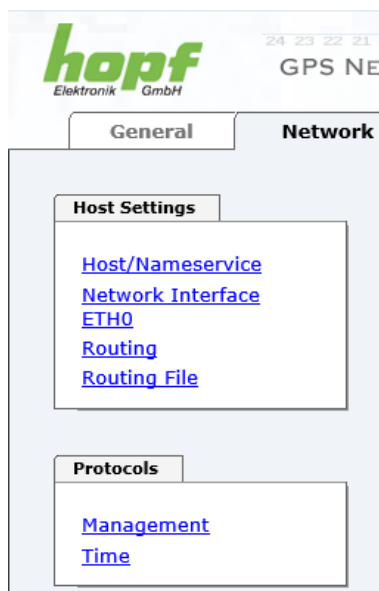 hopf
Elektronik GmbH
24 23 22 21
GPS NE
General
Network
Host Settings
Host/Nameservice
Network Interface
ETH0
Routing
Routing File
Protocols
Management
Time